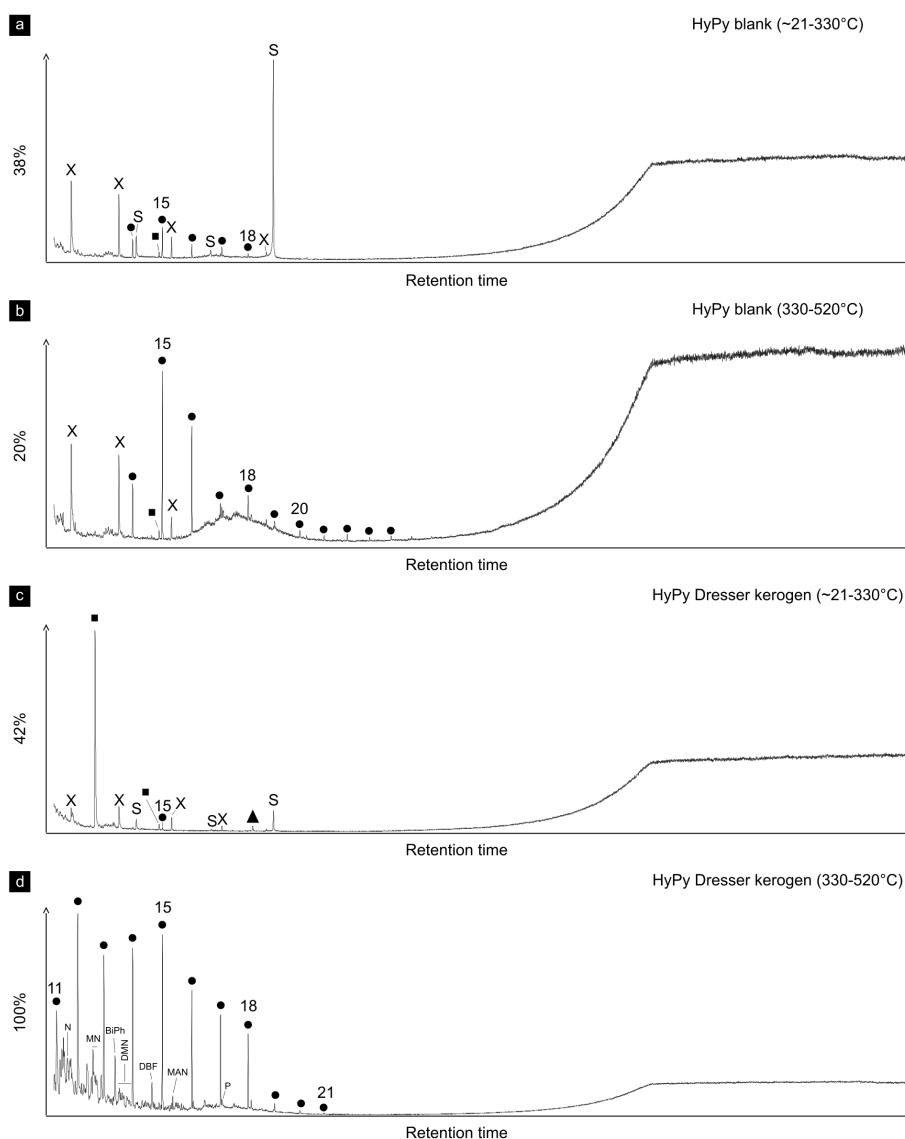 a
HyPy blank (~21-330°C)
S
X
X
15
S
X
S
18
X
38%
Retention time
b
HyPy blank (330-520°C)
15
X
X
18
X
20
20%
Retention time
c
HyPy Dresser kerogen (~21-330°C)
X
X
S
15
X
S
X
S
42%
Retention time
d
HyPy Dresser kerogen (330-520°C)
15
11
18
N
MN
BiPh
DMN
DBF
MAN
P
21
100%
Retention time